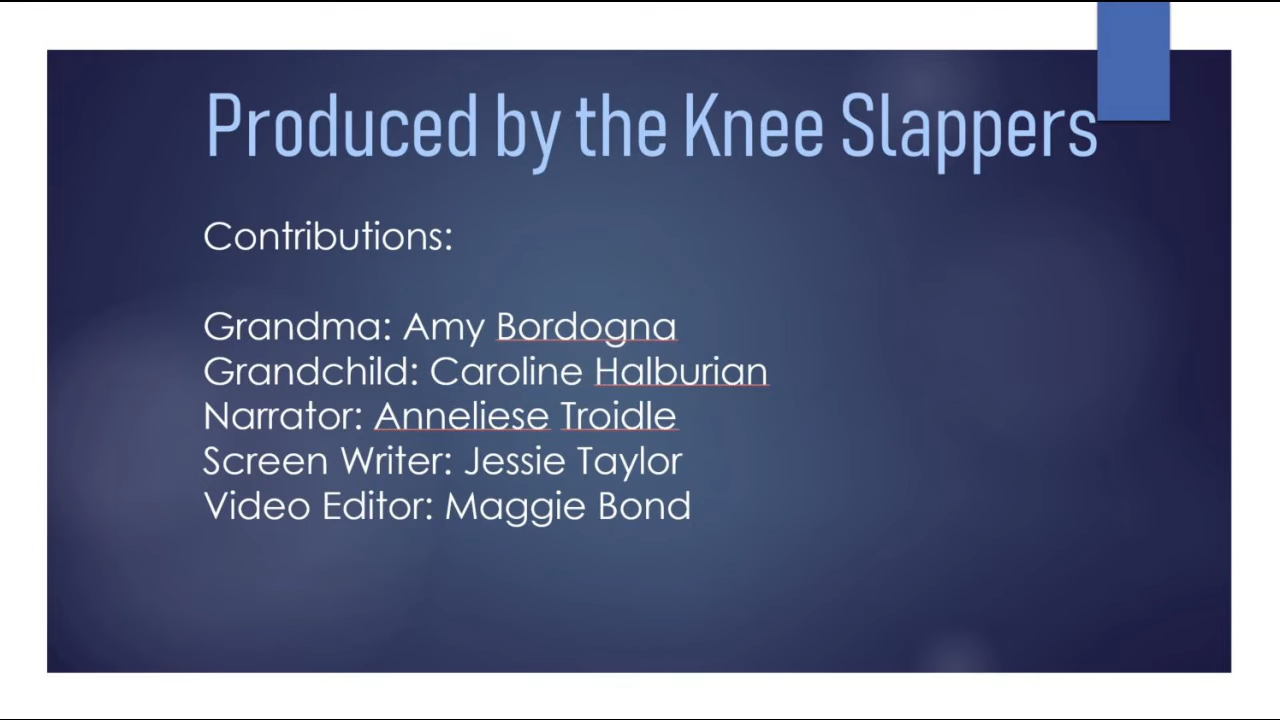 Produced by the Knee Slappers
Contributions:
Grandma: Amy Bordogna
Grandchild: Caroline Halburian
Narrator: Anneliese Troidle
Screen Writer: Jessie Taylor
Video Editor: Maggie Bond